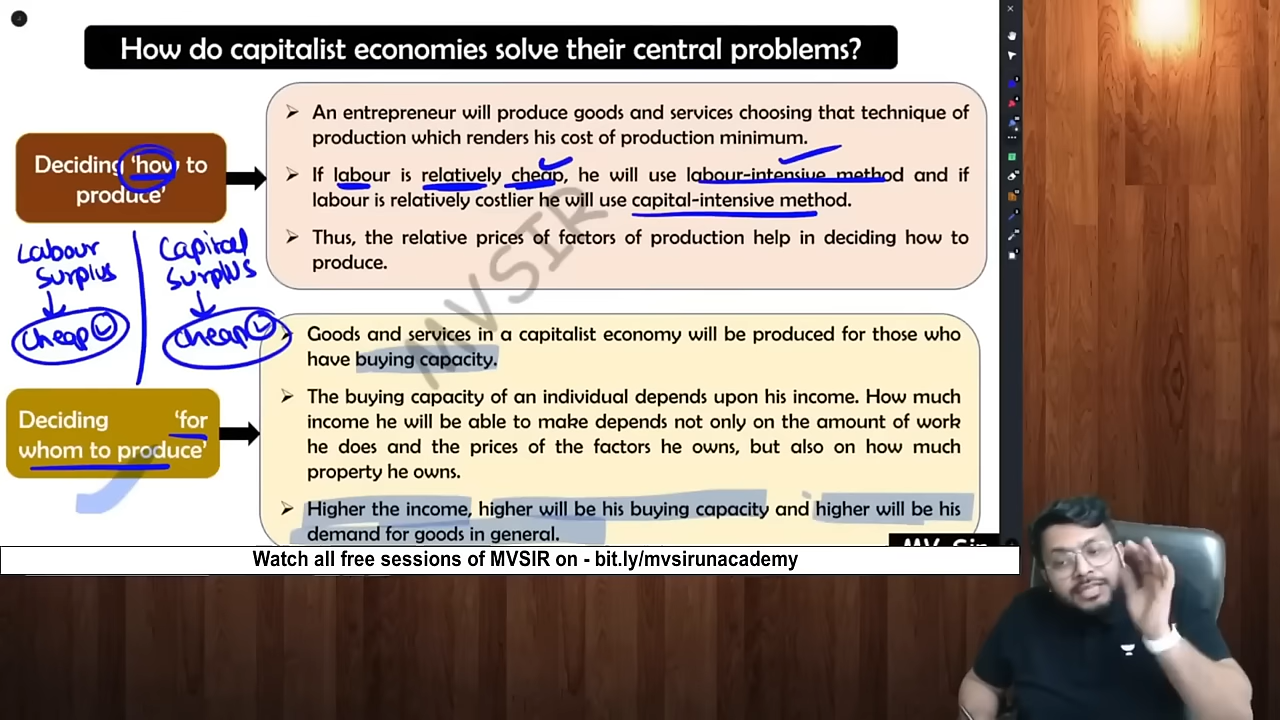 How do capitalist economies solve their central problems?
Deciding 'how to
produce'
➤ An entrepreneur will produce goods and services choosing that technique of
production which renders his cost of production minimum.
➤ If labour is relatively cheap, he will use labour-intensive method and if
labour is relatively costlier he will use capital-intensive method.
➤ Thus, the relative prices of factors of production help in deciding how to
produce.
Labour
Surplus
cheap
Capital
Surplus
cheap
MVSIR
Deciding 'for
whom to produce'
➤ Goods and services in a capitalist economy will be produced for those who
have buying capacity.
➤ The buying capacity of an individual depends upon his income. How much
income he will be able to make depends not only on the amount of work
he does and the prices of the factors he owns, but also on how much
property he owns.
➤ Higher the income, higher will be his buying capacity and higher will be his
demand for goods in general.
Watch all free sessions of MVSIR on - bit.ly/mvsirunacademy